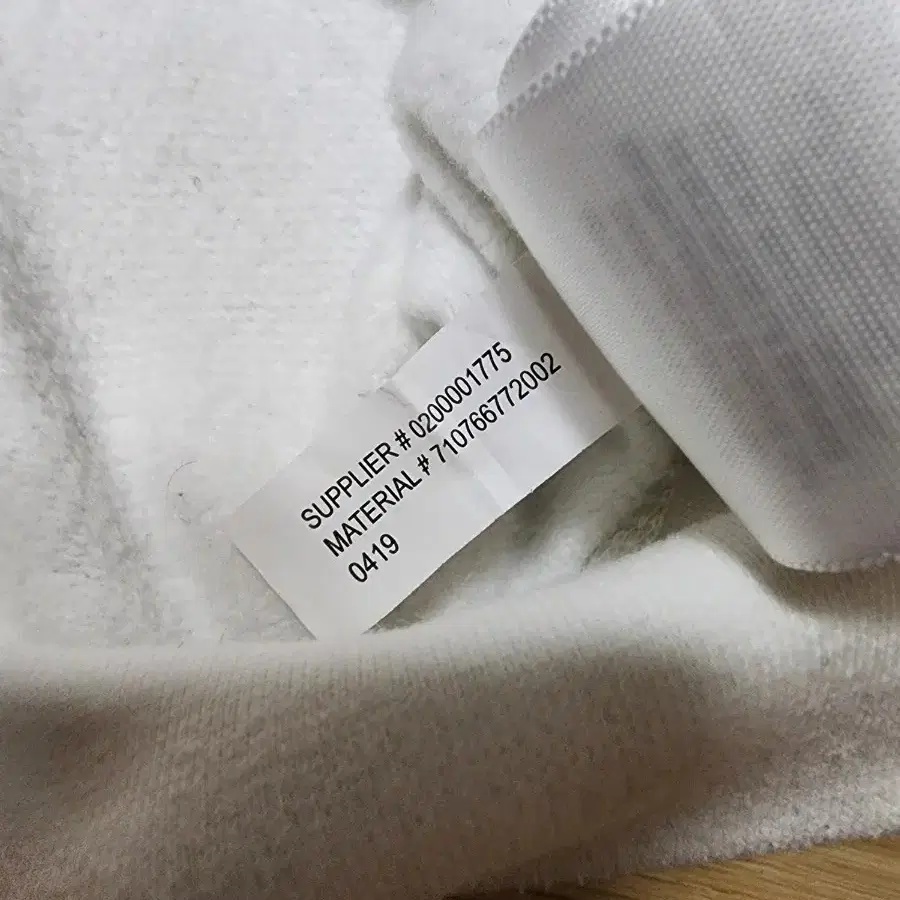 SUPPLIER # 0200001775
MATERIAL # 710766772002
0419